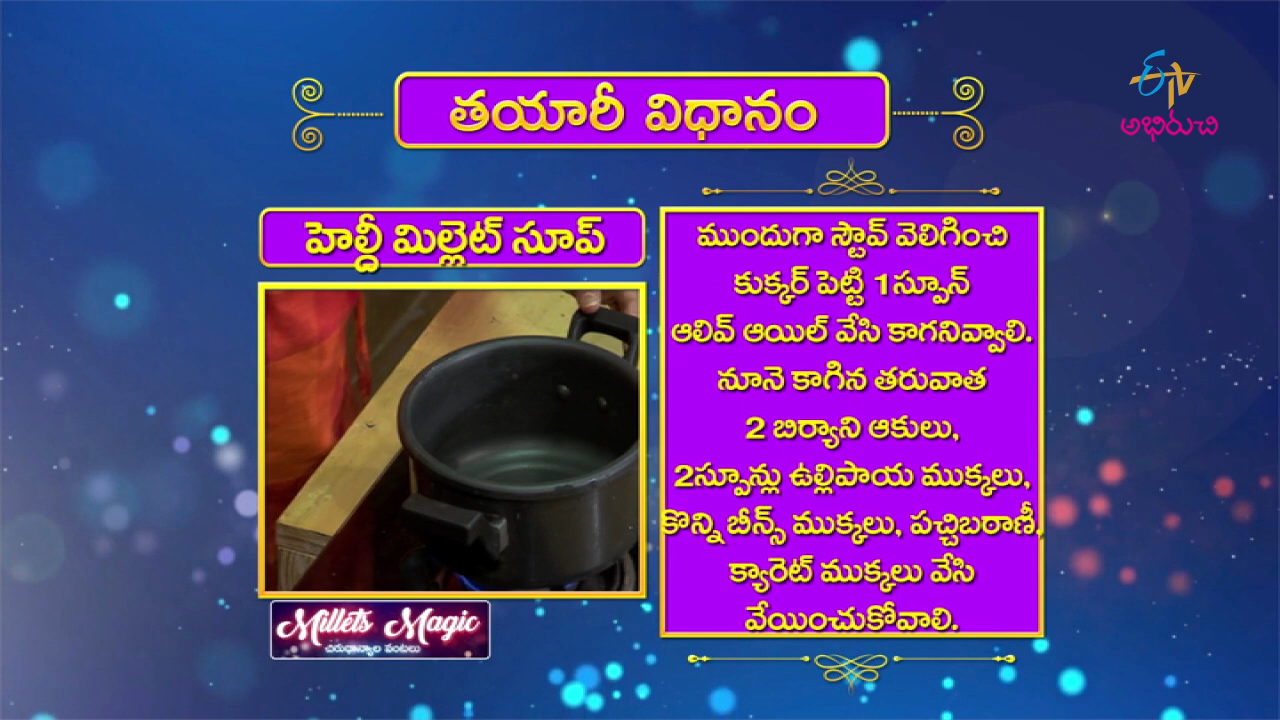 తయారీ విధానం
ETV
అభిరుచి
హెల్దీ మిల్లెట్ సూప్
ముందుగా స్టౌవ్ వెలిగించి
కుక్కర్ పెట్టి 1స్పూన్
ఆలివ్ ఆయిల్ వేసి కాగనివ్వాలి.
నూనె కాగిన తరువాత
2 బిర్యాని ఆకులు,
2స్పూన్లు ఉల్లిపాయ ముక్కలు,
కొన్ని బీన్స్ ముక్కలు, పచ్చిబఠాణీ,
క్యారెట్ ముక్కలు వేసి
వేయించుకోవాలి.
Millets Magic
చిరుధాన్యాల వంటలు